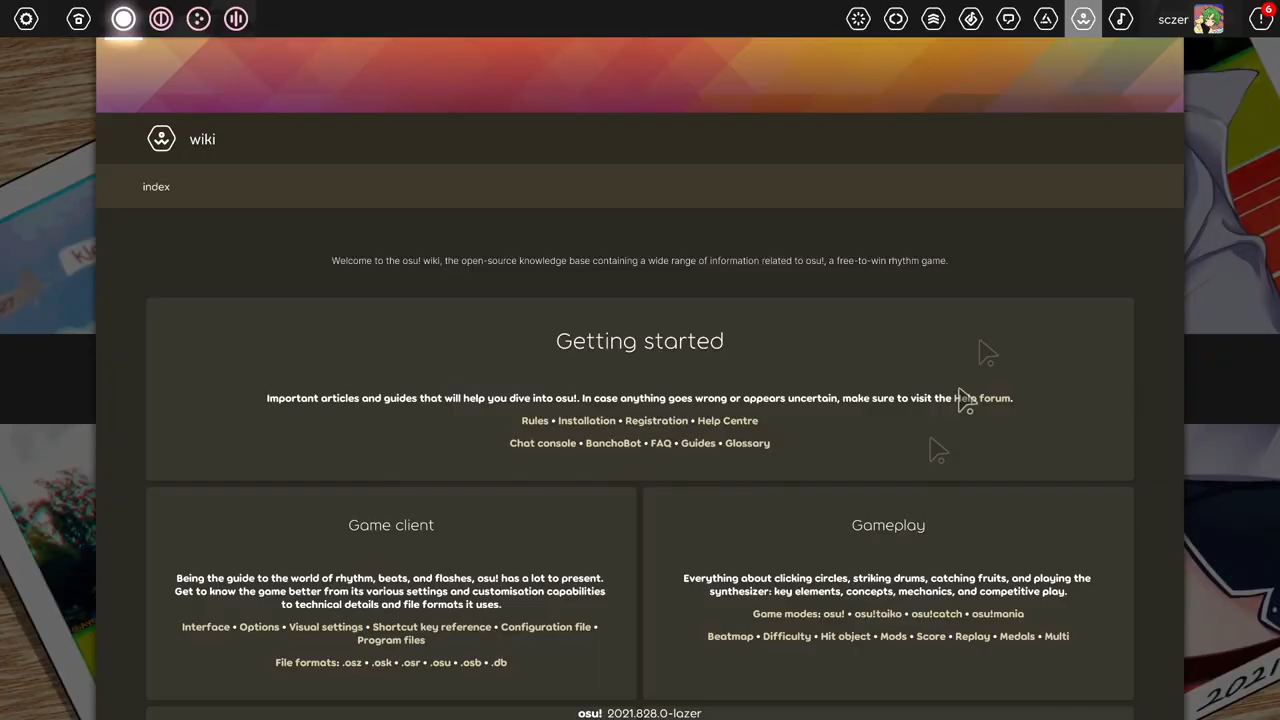 sczer
6
wiki
index
Welcome to the osu! wiki, the open-source knowledge base containing a wide range of information related to osu!, a free-to-win rhythm game.
Getting started
Important articles and guides that will help you dive into osu!. In case anything goes wrong or appears uncertain, make sure to visit the Help forum.
Rules • Installation • Registration • Help Centre
Chat console • BanchoBot • FAQ • Guides • Glossary
Game client
Being the guide to the world of rhythm, beats, and flashes, osu! has a lot to present.
Get to know the game better from its various settings and customisation capabilities
to technical details and file formats it uses.
Interface • Options • Visual settings • Shortcut key reference • Configuration file •
Program files
File formats: .osz • .osk • .osr • .osu • .osb • .db
Gameplay
Everything about clicking circles, striking drums, catching fruits, and playing the
synthesizer: key elements, concepts, mechanics, and competitive play.
Game modes: osu! • osu!taiko • osu!catch • osu!mania
Beatmap • Difficulty • Hit object • Mods • Score • Replay • Medals • Multi
2021
osu! 2021.828.0-lazer